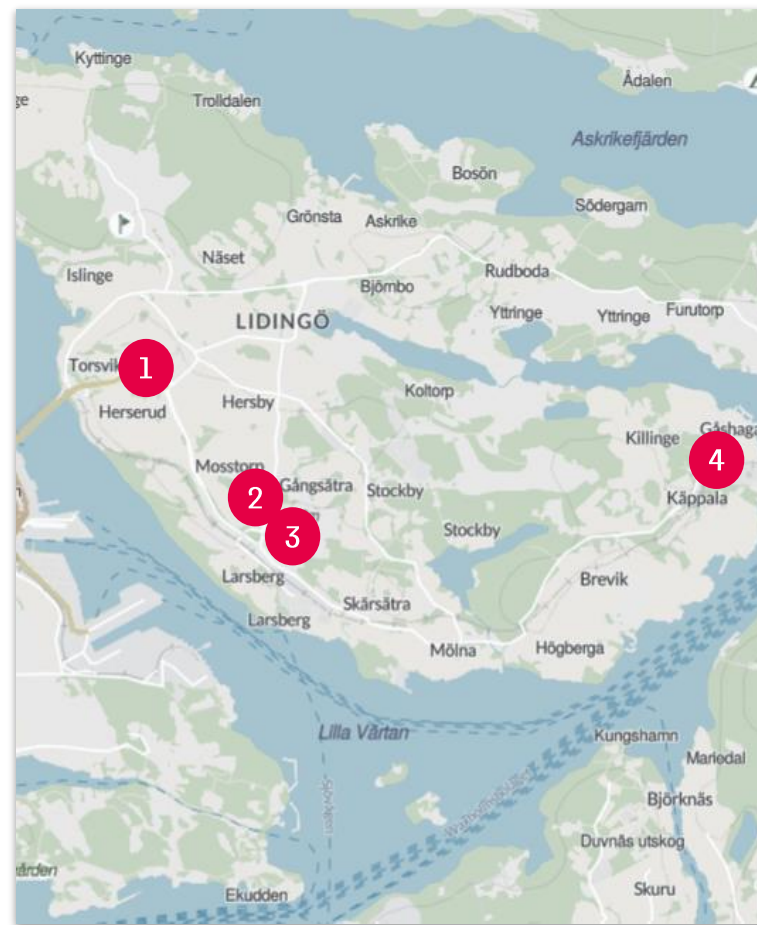 Kyttinge
Ådalen
Trolldalen
Askrikefjärden
Bosön
Södergarn
Grönsta
Askrike
Näset
Islinge
Rudboda
Björnbo
Yttringe
Yttringe
Furutorp
LIDINGÖ
Torsvik
1
Koltorp
Hersby
Herserud
Gåshaga
Killinge
4
Mosstorp
Gångsätra
Stockby
2
Käppala
3
Stockby
Larsberg
Brevik
Skärsätra
Larsberg
Mölna
Högberga
Lilla Värtan
Kungshamn
Mariedal
Björknäs
Duvnäs utskog
Skuru
Ekudden